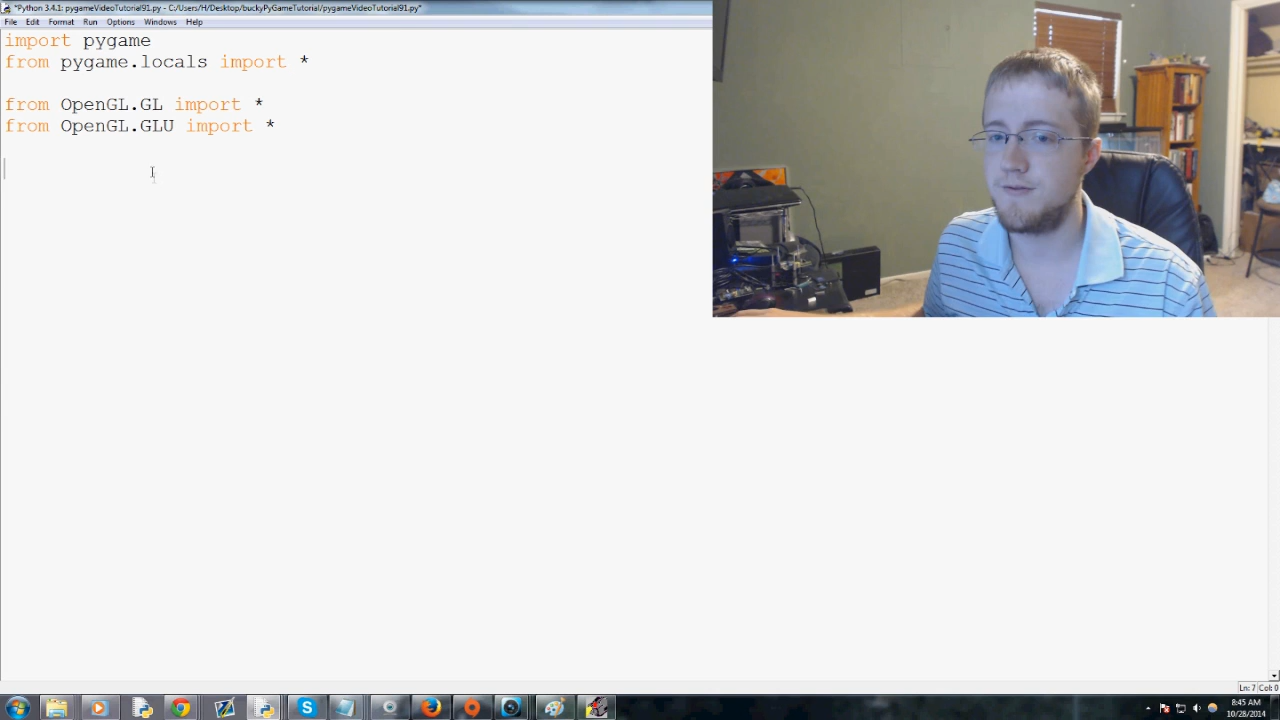 *Python 3.4.1: pygameVideoTutorial91.py - C:/Users/H/Desktop/buckyPyGameTutorial/pygameVideoTutorial91.py*
File Edit Format Run Options Windows Help
import pygame
from pygame.locals import *
from OpenGL.GL import *
from OpenGL.GLU import *
Ln: 7 Col: 0
8:45 AM
10/28/2014